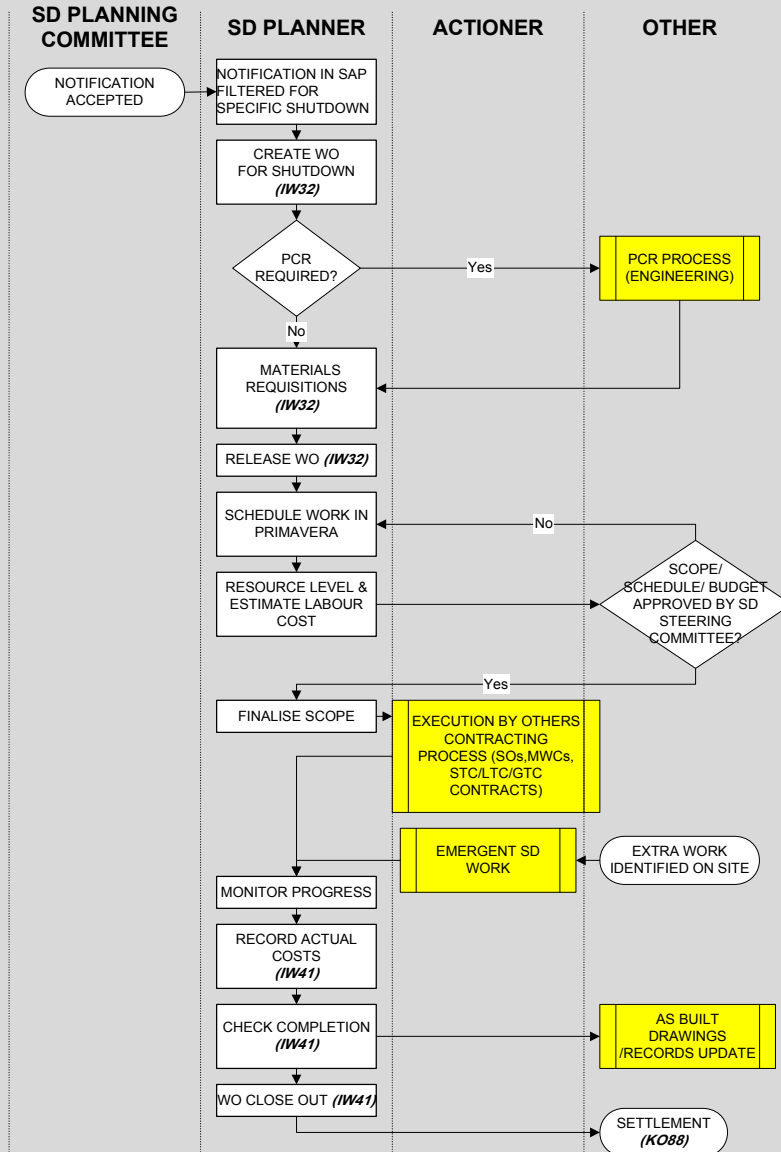 SD PLANNING
COMMITTEE
SD PLANNER
ACTIONER
OTHER
NOTIFICATION
ACCEPTED
NOTIFICATION IN SAP
FILTERED FOR
SPECIFIC SHUTDOWN
CREATE WO
FOR SHUTDOWN
(IW32)
PCR
REQUIRED?
Yes
PCR PROCESS
(ENGINEERING)
No
MATERIALS
REQUISITIONS
(IW32)
RELEASE WO (IW32)
SCHEDULE WORK IN
PRIMAVERA
No
RESOURCE LEVEL &
ESTIMATE LABOUR
COST
SCOPE/
SCHEDULE/ BUDGET
APPROVED BY SD
STEERING
COMMITTEE?
Yes
FINALISE SCOPE
EXECUTION BY OTHERS
CONTRACTING
PROCESS (SOs,MWCs,
STC/LTC/GTC
CONTRACTS)
EMERGENT SD
WORK
EXTRA WORK
IDENTIFIED ON SITE
MONITOR PROGRESS
RECORD ACTUAL
COSTS
(IW41)
CHECK COMPLETION
(IW41)
AS BUILT
DRAWINGS
/RECORDS UPDATE
WO CLOSE OUT (IW41)
SETTLEMENT
(KO88)